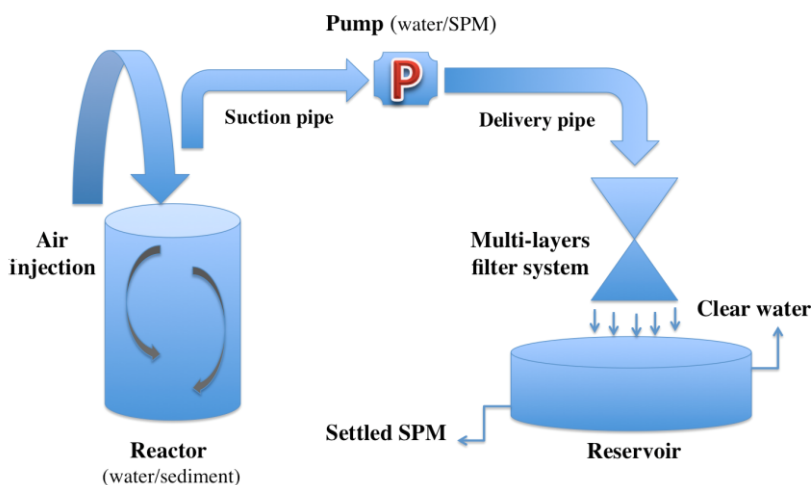 Pump (water/SPM)
P
Suction pipe
Delivery pipe
Air
injection
Multi-layers
filter system
Clear water
Settled SPM
Reservoir
Reactor
(water/sediment)